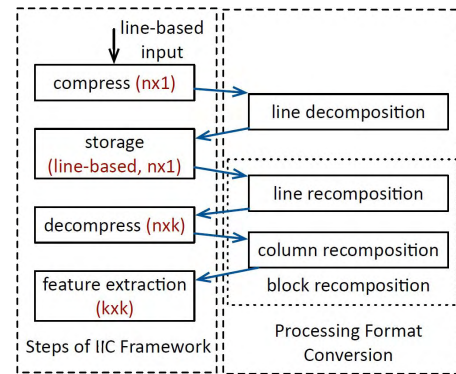 line-based
input
compress (nx1)
line decomposition
storage
(line-based, nx1)
line recomposition
decompress (nxk)
column recomposition
feature extraction
(kxk)
block recomposition
Steps of IIC Framework
Processing Format
Conversion